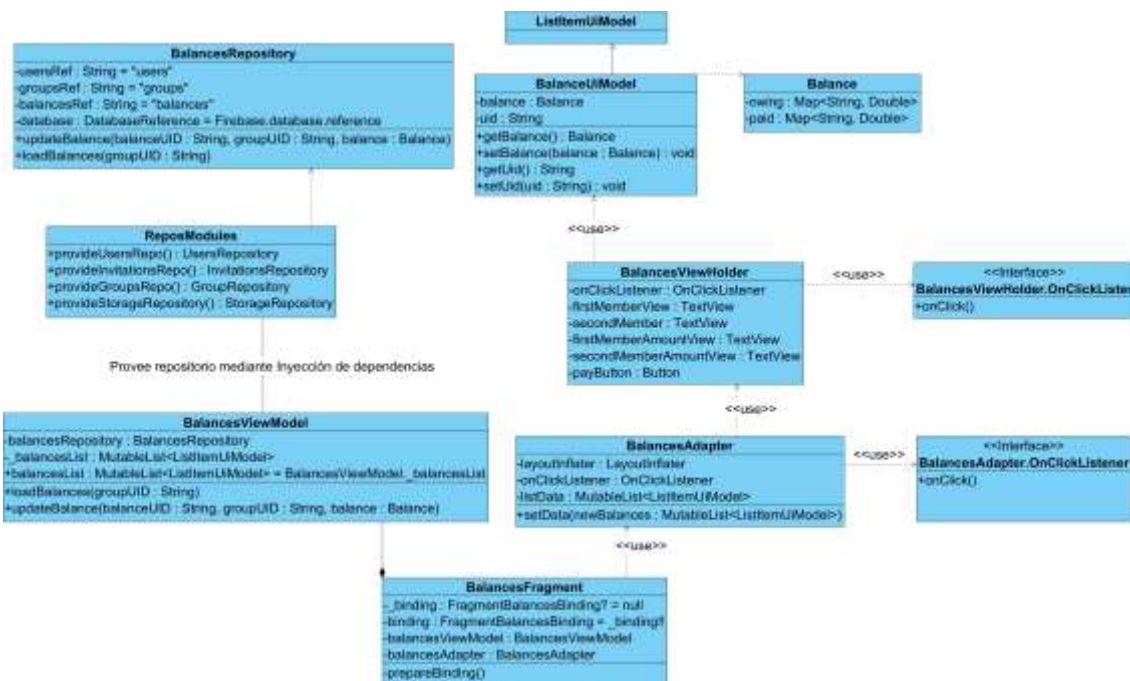 ListItemUiModel
BalancesRepository
-usersRef : String = "users"
-groupsRef : String = "groups"
-balancesRef : String = "balances"
-database : DatabaseReference = Firebase.database.reference
+updateBalance(balanceUID : String, groupUID : String, balance : Balance)
+loadBalances(groupUID : String)
BalanceUiModel
-balance : Balance
-uid : String
+getBalance() : Balance
+setBalance(balance : Balance) : void
+getUid() : String
+setUid(uid : String) : void
Balance
-owing : Map<String, Double>
-paid : Map<String, Double>
<<use>>
ReposModules
+provideUsersRepo() : UsersRepository
+provideInvitationsRepo() : InvitationsRepository
+provideGroupsRepo() : GroupRepository
+provideStorageRepository() : StorageRepository
BalancesViewHolder
-onClickListener : OnClickListener
-firstMemberView : TextView
-secondMember : TextView
-firstMemberAmountView : TextView
-secondMemberAmountView : TextView
-payButton : Button
<<use>>
<<Interface>>
BalancesViewHolder.OnClickListener
+onClick()
Provee repositorio mediante Inyección de dependencias
<<use>>
BalancesViewModel
-balancesRepository : BalancesRepository
-_balancesList : MutableList<ListItemUiModel>
+balancesList : MutableList<ListItemUiModel> = BalancesViewModel._balancesList
+loadBalances(groupUID : String)
+updateBalance(balanceUID : String, groupUID : String, balance : Balance)
BalancesAdapter
-layoutInflater : LayoutInflater
-onClickListener : OnClickListener
-listData : MutableList<ListItemUiModel>
+setData(newBalances : MutableList<ListItemUiModel>)
<<use>>
<<Interface>>
BalancesAdapter.OnClickListener
+onClick()
<<use>>
BalancesFragment
-_binding : FragmentBalancesBinding? = null
-binding : FragmentBalancesBinding = _binding!!
-balancesViewModel : BalancesViewModel
-balancesAdapter : BalancesAdapter
-prepareBinding()